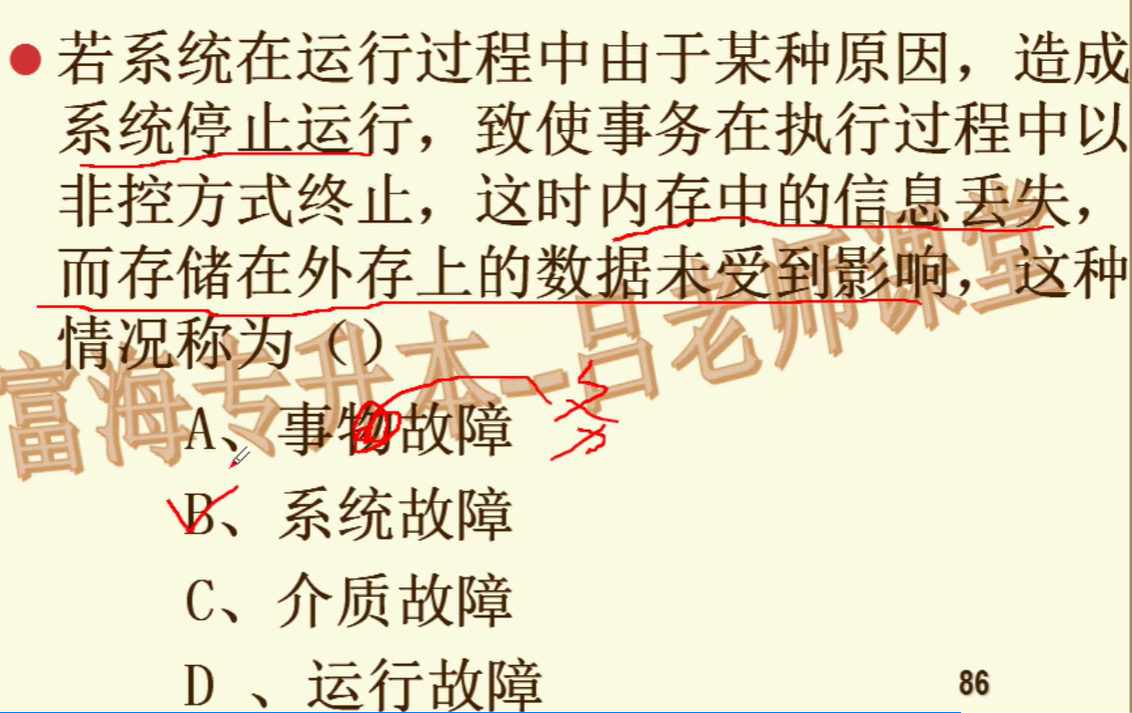 若系统在运行过程中由于某种原因，造成
系统停止运行，致使事务在执行过程中以
非控方式终止，这时内存中的信息丢失，
而存储在外存上的数据未受到影响，这种
情况称为（）
富海专升本—吕老师课堂
A、事物故障
务
B、系统故障
C、介质故障
D 、运行故障
86